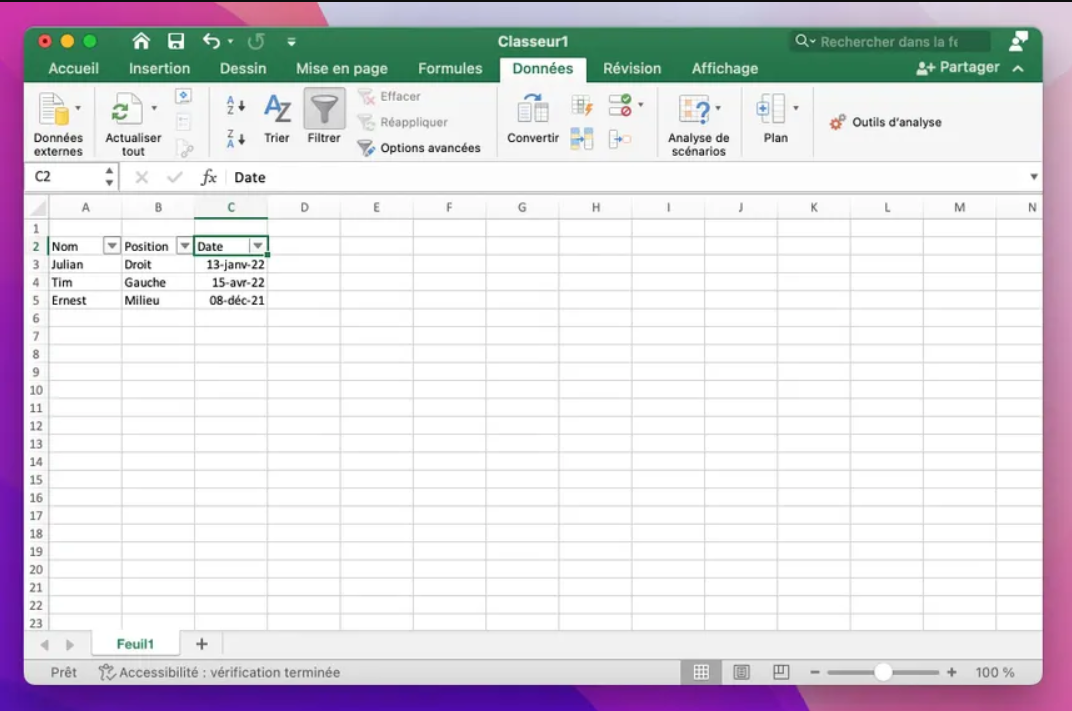 Classeur1
Rechercher dans la fe
Accueil Insertion Dessin Mise en page Formules Données Révision Affichage Partager
Données externes
Actualiser tout
A Z
Z A
AZ
Trier
Filtrer
Effacer
Réappliquer
Options avancées
Convertir
Analyse de scénarios
Plan
Outils d'analyse
C2 fx Date
A B C D E F G H I J K L M N
1
2 Nom Position Date
3 Julian Droit 13-janv-22
4 Tim Gauche 15-avr-22
5 Ernest Milieu 08-déc-21
6
7
8
9
10
11
12
13
14
15
16
17
18
19
20
21
22
23
Feuil1 +
Prêt Accessibilité : vérification terminée 100 %